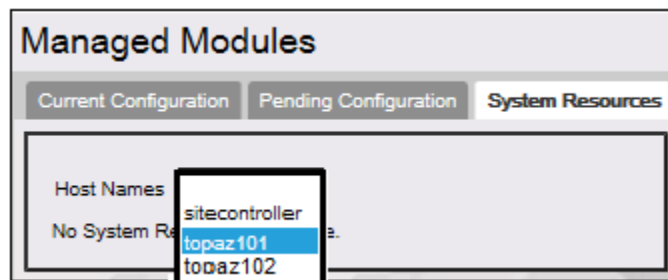 Managed Modules
Current Configuration Pending Configuration System Resources
Host Names
sitecontroller
No System Re e.
topaz101
topaz102